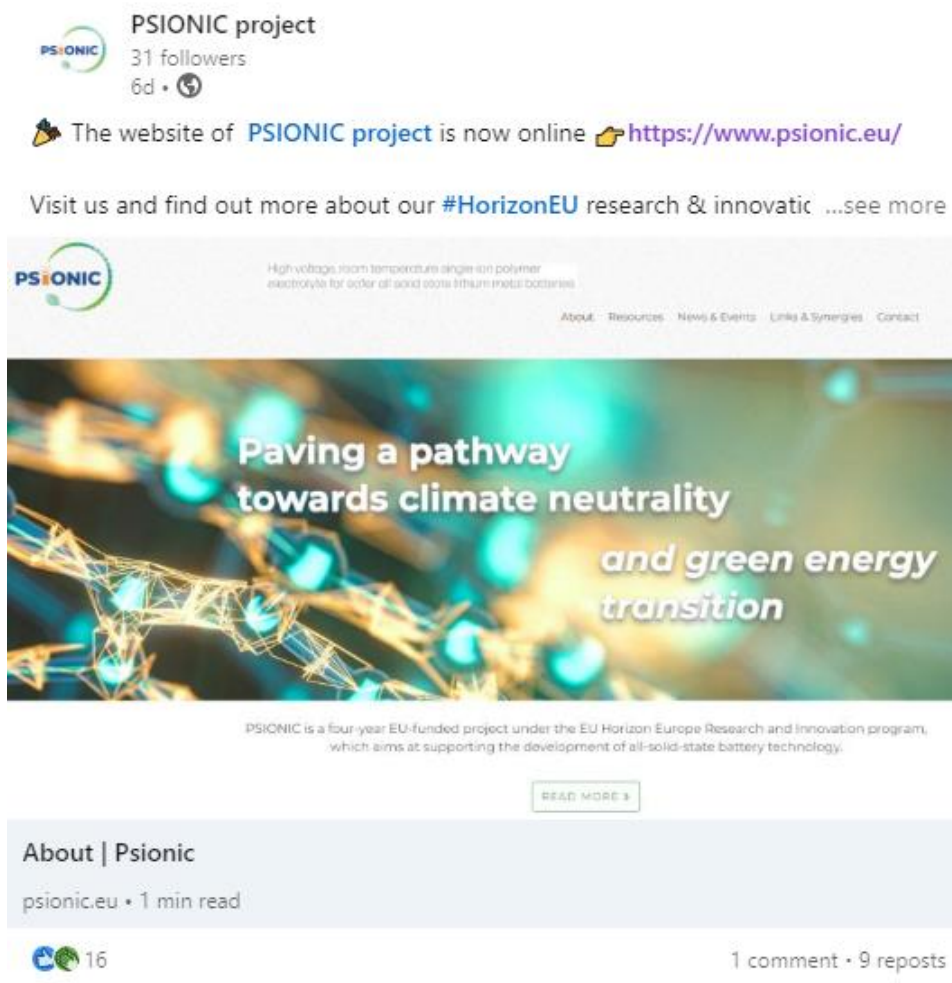 PSIONIC
PSIONIC project
31 followers
6d •
The website of PSIONIC project is now online https://www.psionic.eu/
Visit us and find out more about our #HorizonEU research & innovatic ...see more
PSIONIC
High voltage, room temperature single ion polymer
electrolyte for safer all solid state lithium metal batteries
About Resources News & Events Links & Synergies Contact
Paving a pathway
towards climate neutrality
and green energy
transition
PSIONIC is a four-year EU-funded project under the EU Horizon Europe Research and Innovation program,
which aims at supporting the development of all-solid-state battery technology.
READ MORE
About | Psionic
psionic.eu • 1 min read
16
1 comment • 9 reposts